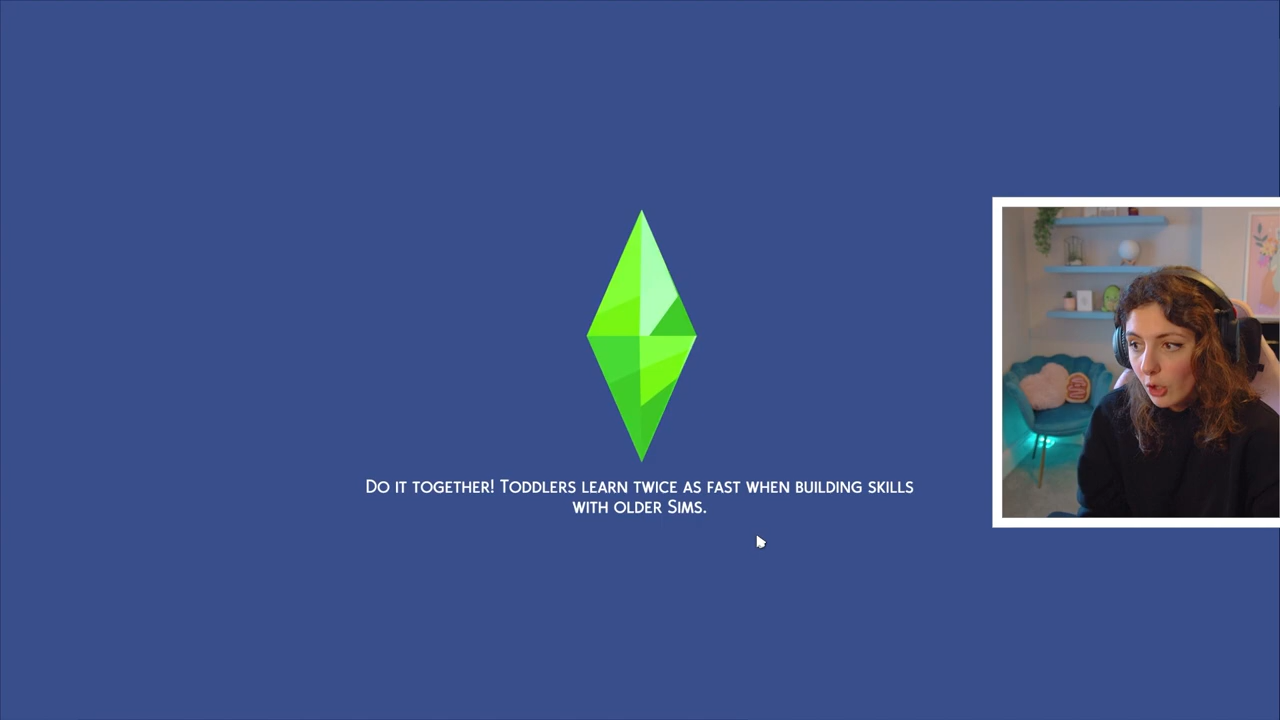 Do it together! Toddlers learn twice as fast when building skills
with older Sims.